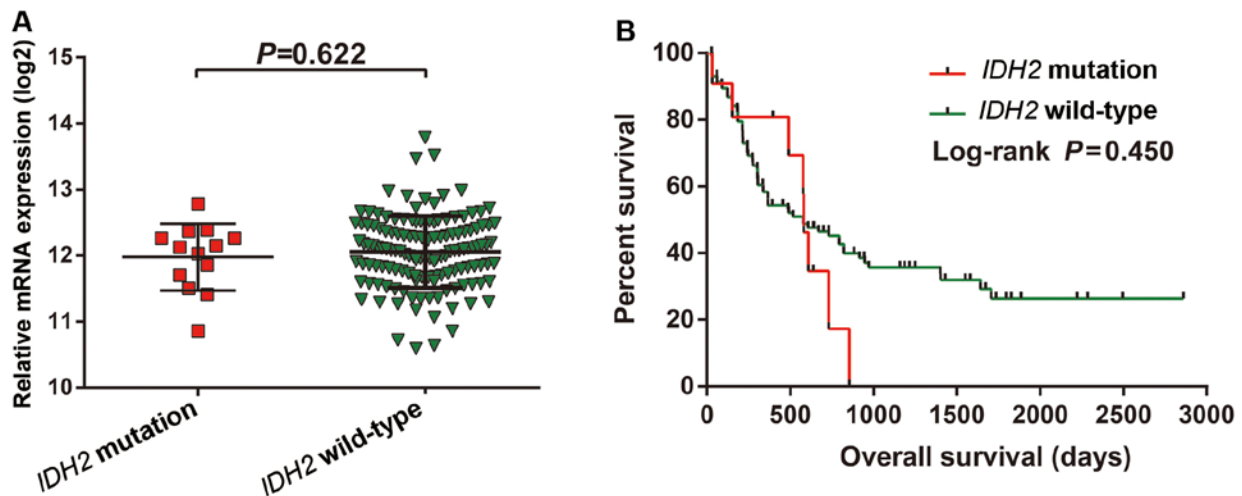 A
Relative mRNA expression (log2)
P=0.622
15
14
13
12
11
10
IDH2 mutation
IDH2 wild-type
B
Percent survival
100
80
60
40
20
0
IDH2 mutation
IDH2 wild-type
Log-rank P=0.450
0 500 1000 1500 2000 2500 3000
Overall survival (days)